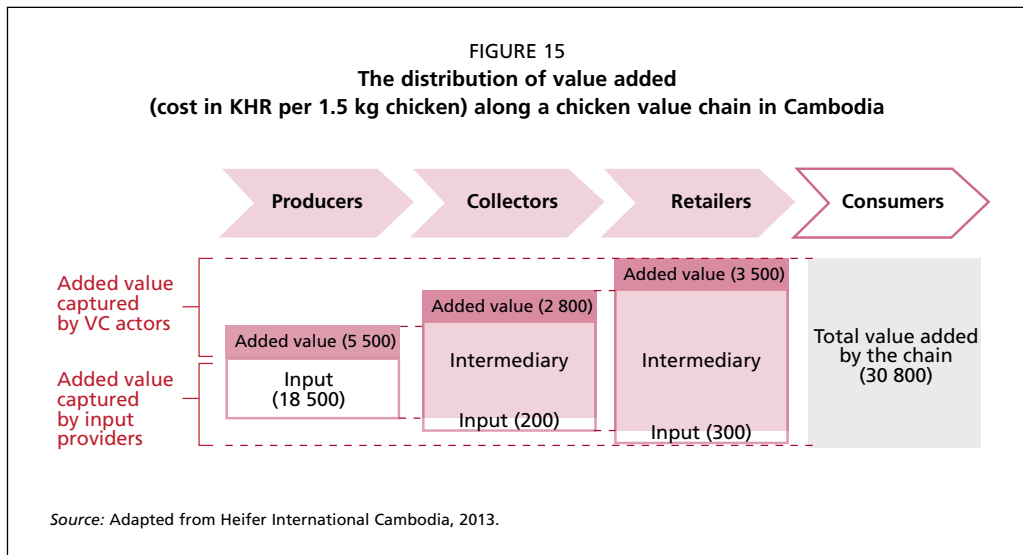 FIGURE 15
The distribution of value added
(cost in KHR per 1.5 kg chicken) along a chicken value chain in Cambodia
Producers
Collectors
Retailers
Consumers
Added value
captured
by VC actors
Added value
captured
by input
providers
Added value (5 500)
Input
(18 500)
Added value (2 800)
Intermediary
Input (200)
Added value (3 500)
Intermediary
Input (300)
Total value added
by the chain
(30 800)
Source: Adapted from Heifer International Cambodia, 2013.